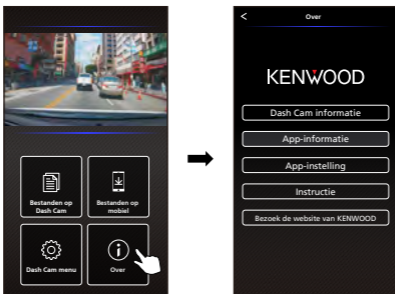 Bestanden op
Dash Cam
Bestanden op
mobiel
Dash Cam menu
Over
<
Over
KENWOOD
Dash Cam informatie
App-informatie
App-instelling
Instructie
Bezoek de website van KENWOOD